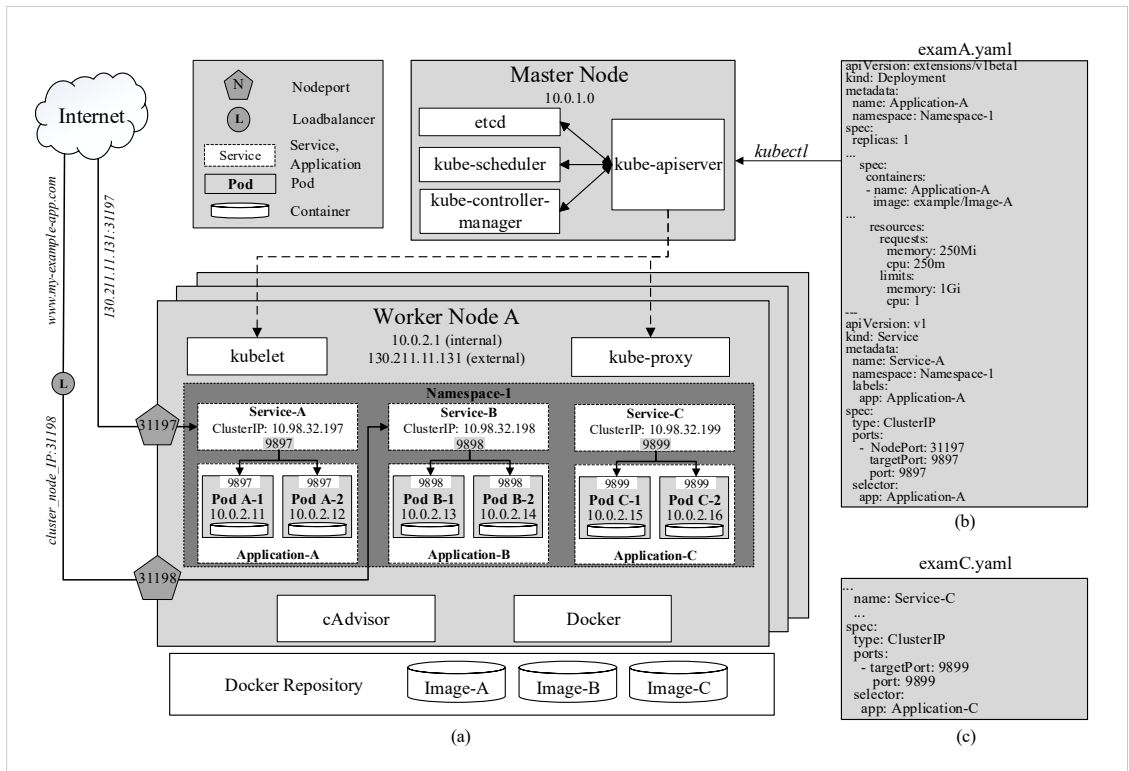 Internet
www.my-example-app.com
130.211.11.131:31197
L
cluster_node_IP:31198
N
Nodeport
L
Loadbalancer
Service
Service,
Application
Pod
Pod
Container
Master Node
10.0.1.0
etcd
kube-scheduler
kube-controller-
manager
kube-apiserver
kubectl
Worker Node A
10.0.2.1 (internal)
130.211.11.131 (external)
kubelet
kube-proxy
Namespace-1
31197
31198
Service-A
ClusterIP: 10.98.32.197
9897
9897 9897
Pod A-1 Pod A-2
10.0.2.11 10.0.2.12
Application-A
Service-B
ClusterIP: 10.98.32.198
9898
9898 9898
Pod B-1 Pod B-2
10.0.2.13 10.0.2.14
Application-B
Service-C
ClusterIP: 10.98.32.199
9899
9899 9899
Pod C-1 Pod C-2
10.0.2.15 10.0.2.16
Application-C
cAdvisor
Docker
Docker Repository
Image-A
Image-B
Image-C
(a)
examA.yaml
apiVersion: extensions/v1beta1
kind: Deployment
metadata:
name: Application-A
namespace: Namespace-1
spec:
replicas: 1
...
spec:
containers:
- name: Application-A
image: example/Image-A
...
resources:
requests:
memory: 250Mi
cpu: 250m
limits:
memory: 1Gi
cpu: 1
---
apiVersion: v1
kind: Service
metadata:
name: Service-A
namespace: Namespace-1
labels:
app: Application-A
spec:
type: ClusterIP
ports:
- NodePort: 31197
targetPort: 9897
port: 9897
selector:
app: Application-A
(b)
examC.yaml
...
name: Service-C
...
spec:
type: ClusterIP
ports:
- targetPort: 9899
port: 9899
selector:
app: Application-C
(c)